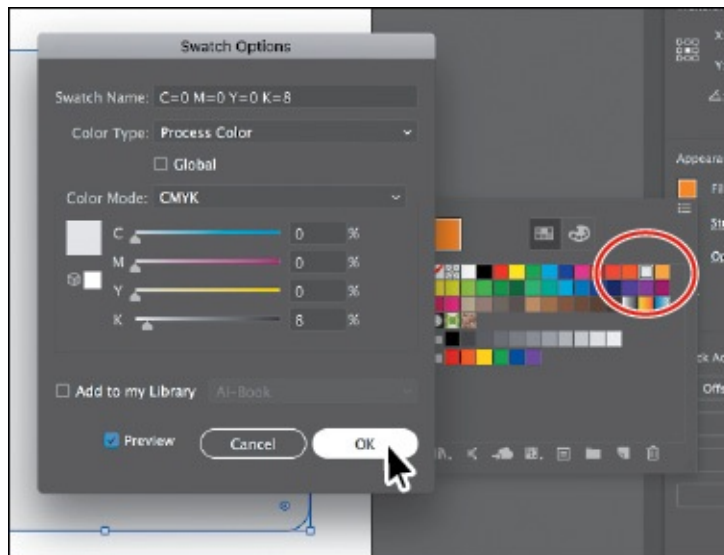 Swatch Options
Swatch Name: C=0 M=0 Y=0 K=8
Color Type: Process Color
Global
Color Mode: CMYK
C 0 %
M 0 %
Y 0 %
K 8 %
Add to my Library AI-Book
Preview Cancel OK
X
Y:
Appeara
Fil
Op
Offs